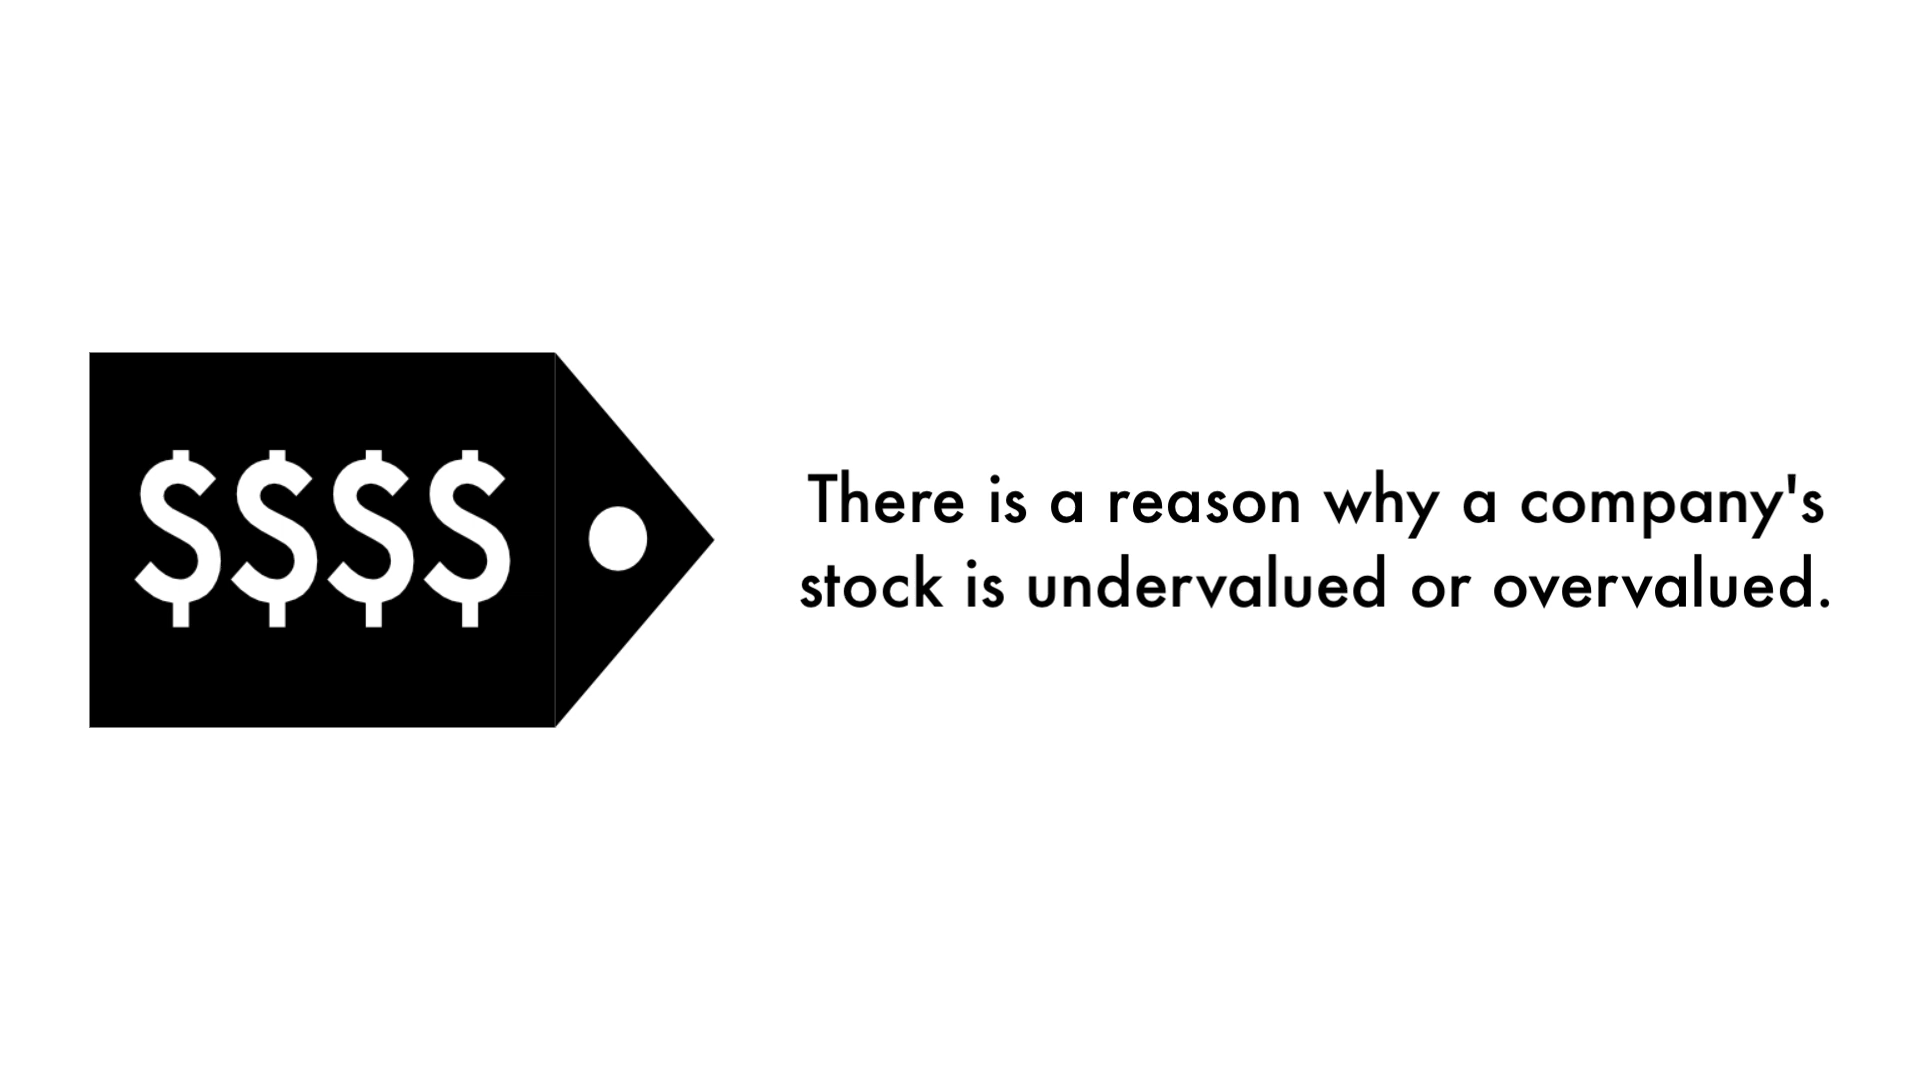 $$$$
There is a reason why a company's
stock is undervalued or overvalued.